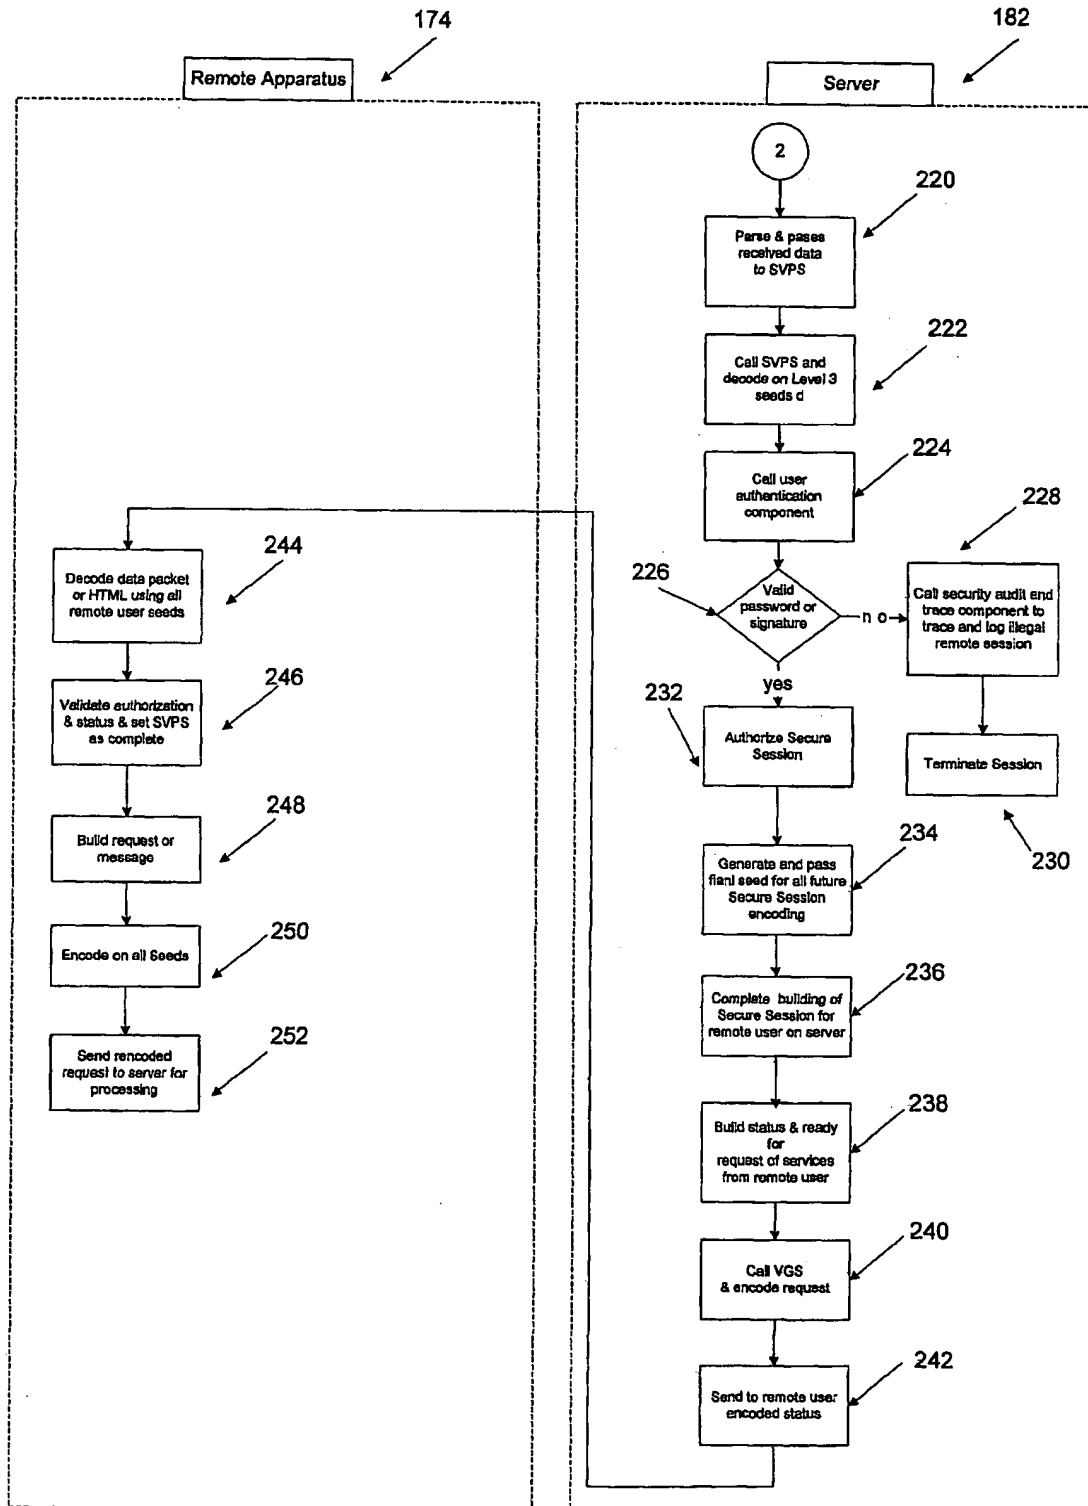 174
Remote Apparatus
182
Server
2
220
Parse & pases
received data
to SVPS
222
Call SVPS and
decode on Level 3
seeds d
224
Call user
authentication
component
226
Valid
password or
signature
n o
228
Call security audit and
trace component to
trace and log illegal
remote session
Terminate Session
230
yes
232
Authorize Secure
Session
234
Generate and pass
fianl seed for all future
Secure Session
encoding
236
Complete building of
Secure Session for
remote user on server
238
Build status & ready
for
request of services
from remote user
240
Call VGS
& encode request
242
Send to remote user
encoded status
244
Decode data packet
or HTML using all
remote user seeds
246
Validate authorization
& status & set SVPS
as complete
248
Build request or
message
250
Encode on all Seeds
252
Send rencoded
request to server for
processing